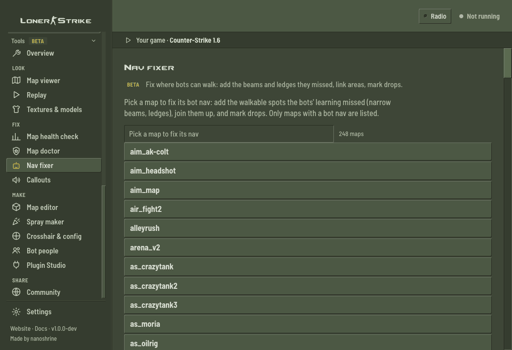 LONERSTRIKE
Tools BETA
Overview
LOOK
Map viewer
Replay
Textures & models
FIX
Map health check
Map doctor
Nav fixer
Callouts
MAKE
Map editor
Spray maker
Crosshair & config
Bot people
Plugin Studio
SHARE
Community
Settings
Website · Docs · v1.0.0-dev
Made by nanoshrine
Radio
Not running
Your game · Counter-Strike 1.6
NAV FIXER
BETA Fix where bots can walk: add the beams and ledges they missed, link areas, mark drops.
Pick a map to fix its bot nav: add the walkable spots the bots' learning missed (narrow
beams, ledges), join them up, and mark drops. Only maps with a bot nav are listed.
Pick a map to fix its nav
248 maps
aim_ak-colt
aim_headshot
aim_map
air_fight2
alleyrush
arena_v2
as_crazytank
as_crazytank2
as_crazytank3
as_moria
as_oilrig